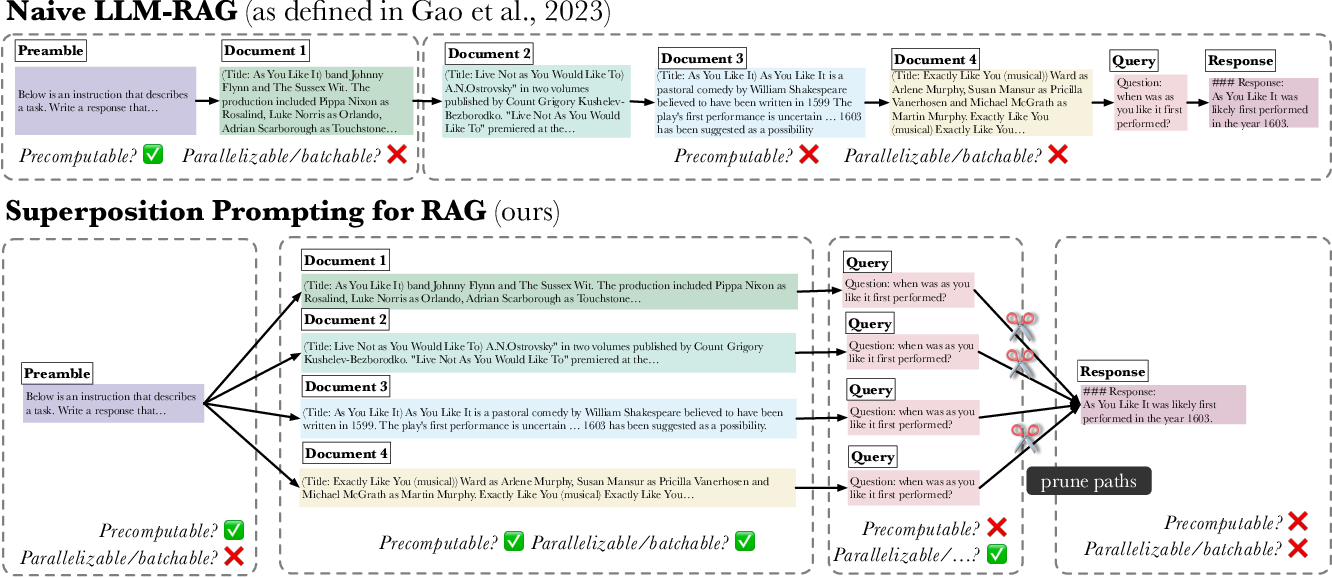 Naive LLM-RAG (as defined in Gao et al., 2023)
Preamble
Below is an instruction that describes
a task. Write a response that…
Document 1
(Title: As You Like It) band Johnny
Flynn and The Sussex Wit. The
production included Pippa Nixon as
Rosalind, Luke Norris as Orlando,
Adrian Scarborough as Touchstone…
Precomputable? ✅
Parallelizable/batchable? ❌
Document 2
(Title: Live Not as You Would Like To)
A.N.Ostrovsky" in two volumes
published by Count Grigory Kushelev-
Bezborodko. "Live Not As You Would
Like To" premiered at the…
Document 3
(Title: As You Like It) As You Like It is a
pastoral comedy by William Shakespeare
believed to have been written in 1599 The
play's first performance is uncertain … 1603
has been suggested as a possibility
Document 4
(Title: Exactly Like You (musical)) Ward as
Arlene Murphy, Susan Mansur as Pricilla
Vanerhosen and Michael McGrath as
Martin Murphy. Exactly Like You
(musical) Exactly Like You…
Query
Question:
when was as
you like it first
performed?
Response
### Response:
As You Like It was
likely first performed
in the year 1603.
Precomputable? ❌
Parallelizable/batchable? ❌
Superposition Prompting for RAG (ours)
Preamble
Below is an instruction that describes
a task. Write a response that…
Precomputable? ✅
Parallelizable/batchable? ❌
Document 1
(Title: As You Like It) band Johnny Flynn and The Sussex Wit. The production included Pippa Nixon as
Rosalind, Luke Norris as Orlando, Adrian Scarborough as Touchstone…
Document 2
(Title: Live Not as You Would Like To) A.N.Ostrovsky" in two volumes published by Count Grigory
Kushelev-Bezborodko. "Live Not As You Would Like To" premiered at the…
Document 3
(Title: As You Like It) As You Like It is a pastoral comedy by William Shakespeare believed to have been
written in 1599. The play's first performance is uncertain … 1603 has been suggested as a possibility.
Document 4
(Title: Exactly Like You (musical)) Ward as Arlene Murphy, Susan Mansur as Pricilla Vanerhosen and
Michael McGrath as Martin Murphy. Exactly Like You (musical) Exactly Like You…
Precomputable? ✅ Parallelizable/batchable? ✅
Query
Question: when was as you
like it first performed?
Query
Question: when was as you
like it first performed?
Query
Question: when was as you
like it first performed?
Query
Question: when was as you
like it first performed?
Precomputable? ❌
Parallelizable/…? ✅
prune paths
Response
### Response:
As You Like It was likely first
performed in the year 1603.
Precomputable? ❌
Parallelizable/batchable? ❌